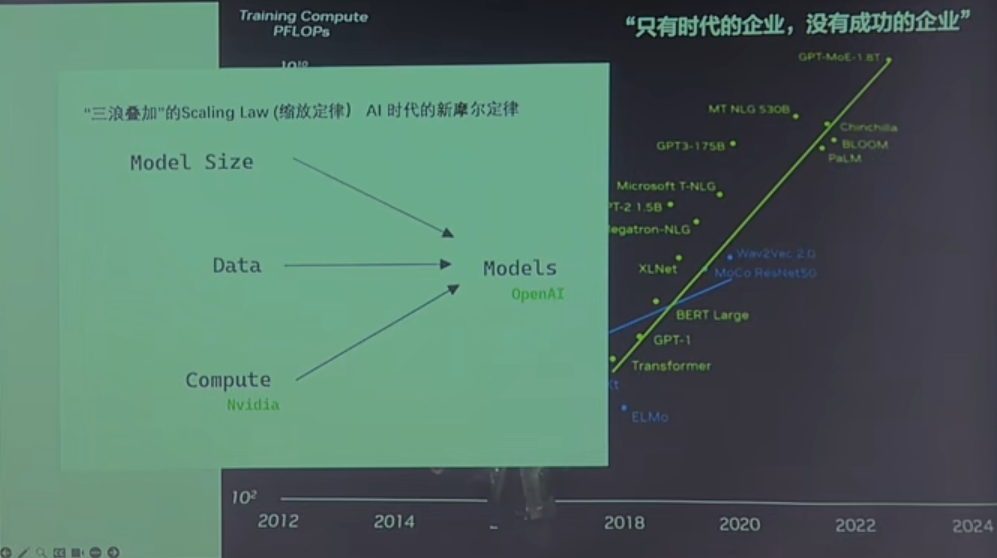 Training Compute
PFLOPs
“只有时代的企业，没有成功的企业”
10¹⁰
“三浪叠加”的Scaling Law (缩放定律） AI 时代的新摩尔定律
Model Size
Data
Compute
Nvidia
Models
OpenAI
GPT-MoE-1.8T
MT NLG 530B
Chinchilla
GPT3-175B
BLOOM
PaLM
Microsoft T-NLG
PT-2 1.5B
legatron-NLG
Wav2Vec 2.0
XLNet
MoCo ResNet50
BERT Large
GPT-1
Transformer
Xt
ELMo
10²
2012
2014
2018
2020
2022
2024